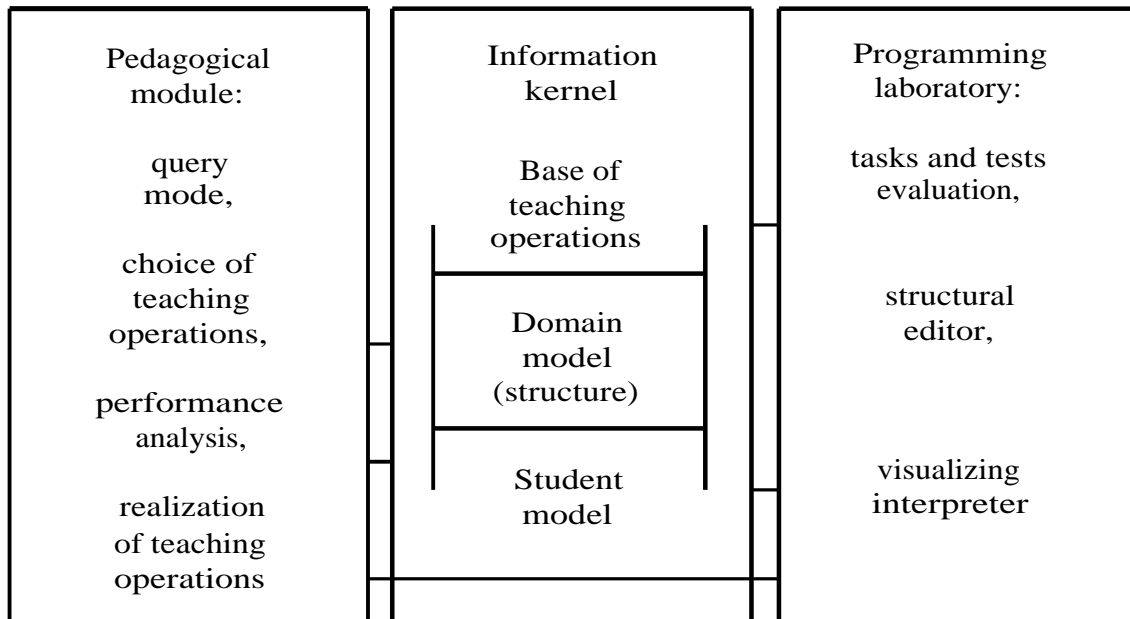 Pedagogical
module:
query
mode,
choice of
teaching
operations,
performance
analysis,
realization
of teaching
operations
Information
kernel
Base of
teaching
operations
Domain
model
(structure)
Student
model
Programming
laboratory:
tasks and tests
evaluation,
structural
editor,
visualizing
interpreter